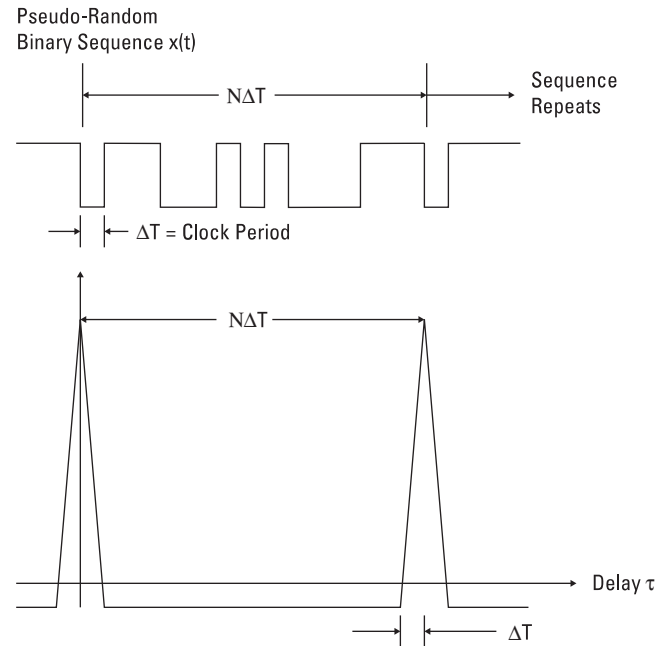 Pseudo-Random
Binary Sequence x(t)
NΔT
Sequence
Repeats
ΔT = Clock Period
NΔT
Delay τ
ΔT